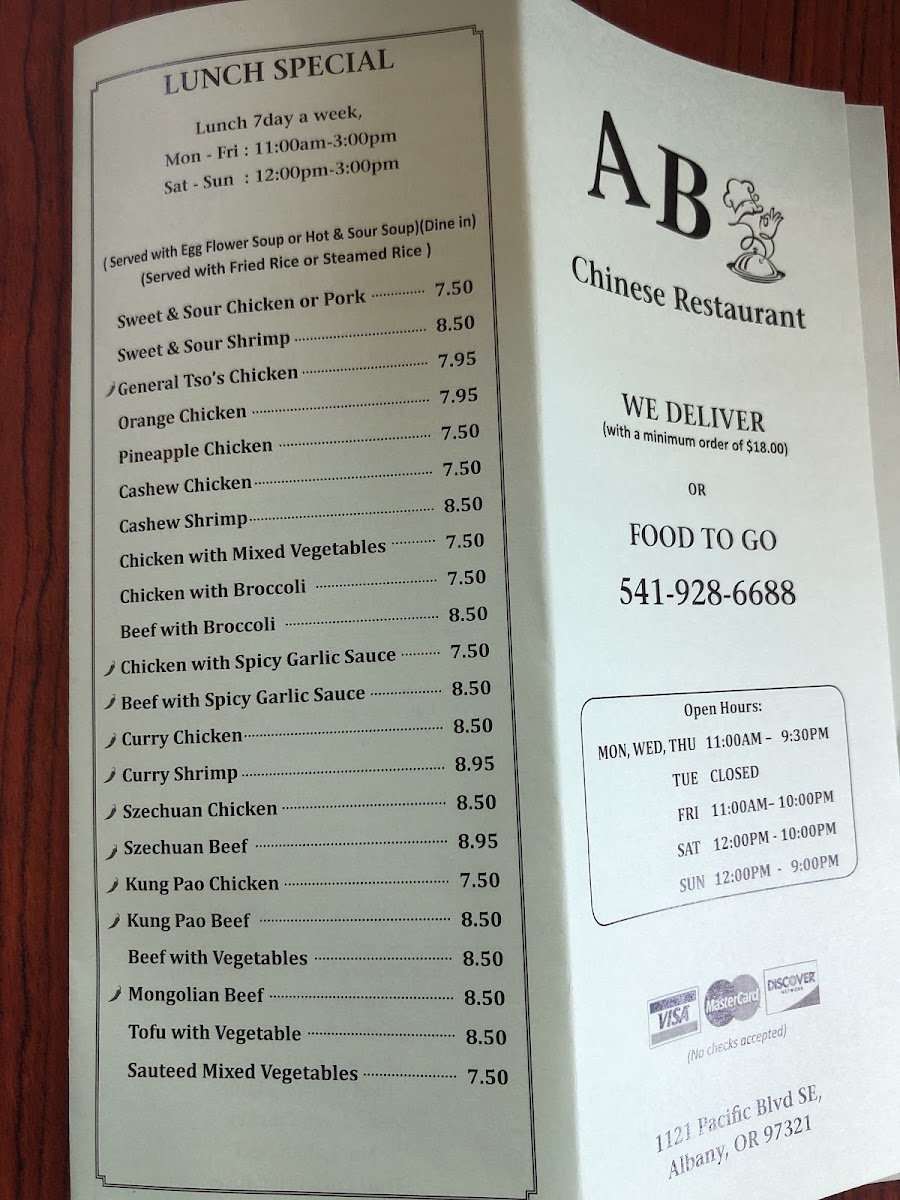 LUNCH SPECIAL
Lunch 7day a week,
Mon - Fri : 11:00am-3:00pm
Sat - Sun : 12:00pm-3:00pm
( Served with Egg Flower Soup or Hot & Sour Soup)(Dine in)
(Served with Fried Rice or Steamed Rice )
Sweet & Sour Chicken or Pork 7.50
Sweet & Sour Shrimp 8.50
General Tso's Chicken 7.95
Orange Chicken 7.95
Pineapple Chicken 7.50
Cashew Chicken 7.50
Cashew Shrimp 8.50
Chicken with Mixed Vegetables 7.50
Chicken with Broccoli 7.50
Beef with Broccoli 8.50
Chicken with Spicy Garlic Sauce 7.50
Beef with Spicy Garlic Sauce 8.50
Curry Chicken 8.50
Curry Shrimp 8.95
Szechuan Chicken 8.50
Szechuan Beef 8.95
Kung Pao Chicken 7.50
Kung Pao Beef 8.50
Beef with Vegetables 8.50
Mongolian Beef 8.50
Tofu with Vegetable 8.50
Sauteed Mixed Vegetables 7.50
AB
Chinese Restaurant
WE DELIVER
(with a minimum order of $18.00)
OR
FOOD TO GO
541-928-6688
Open Hours:
MON, WED, THU 11:00AM – 9:30PM
TUE CLOSED
FRI 11:00AM– 10:00PM
SAT 12:00PM - 10:00PM
SUN 12:00PM - 9:00PM
VISA MasterCard DISCOVER
NETWORK
(No checks accepted)
1121 Pacific Blvd SE,
Albany, OR 97321